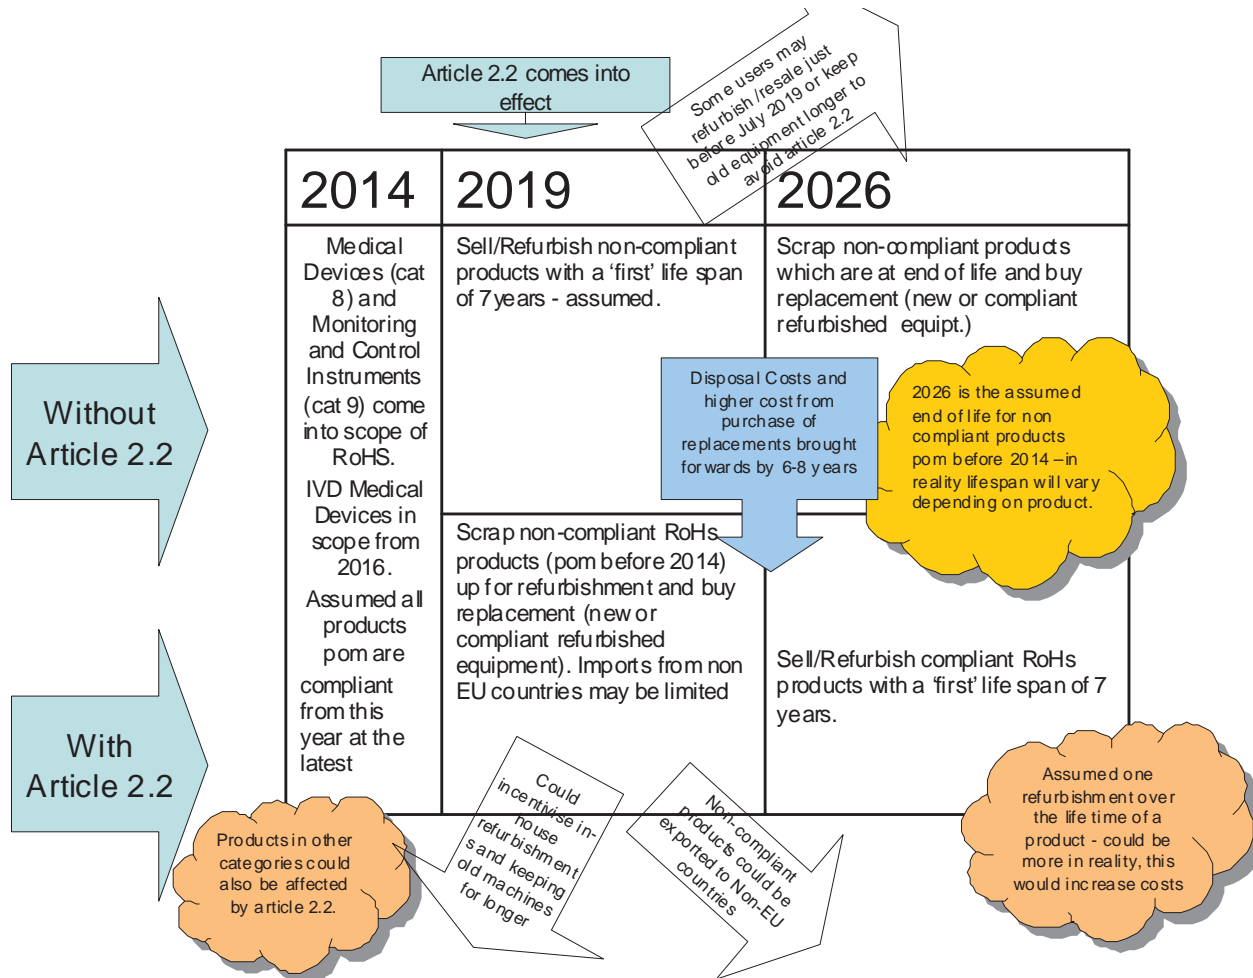 Article 2.2 comes into
effect
Some users may
refurbish /resale just
before July 2019 or keep
old equipment longer to
avoid article 2.2
2014
2019
2026
Without
Article 2.2
With
Article 2.2
Medical
Devices (cat
8) and
Monitoring
and Control
Instruments
(cat 9) come
into scope of
RoHS.
IVD Medical
Devices in
scope from
2016.
Assumed all
products
pom are
compliant
from this
year at the
latest
Sell/Refurbish non-compliant
products with a ‘first’ life span
of 7years - assumed.
Scrap non-compliant products
which are at end of life and buy
replacement (new or compliant
refurbished equipt.)
Disposal Costs and
higher cost from
purchase of
replacements brought
forwards by 6-8 years
2026 is the assumed
end of life for non
compliant products
pom before 2014 –in
reality lifespan will vary
depending on product.
Scrap non-compliant RoHs
products (pom before 2014)
up for refurbishment and buy
replacement (new or
compliant refurbished
equipment). Imports from non
EU countries may be limited
Sell/Refurbish compliant RoHs
products with a ‘first’ life span of 7
years.
Products in other
categories could
also be affected
by article 2.2.
Could
incentivise in-
house
refurbishment
s and keeping
old machines
for longer
Non-compliant
products could be
exported to Non-EU
countries
Assumed one
refurbishment over
the life time of a
product - could be
more in reality, this
would increase costs